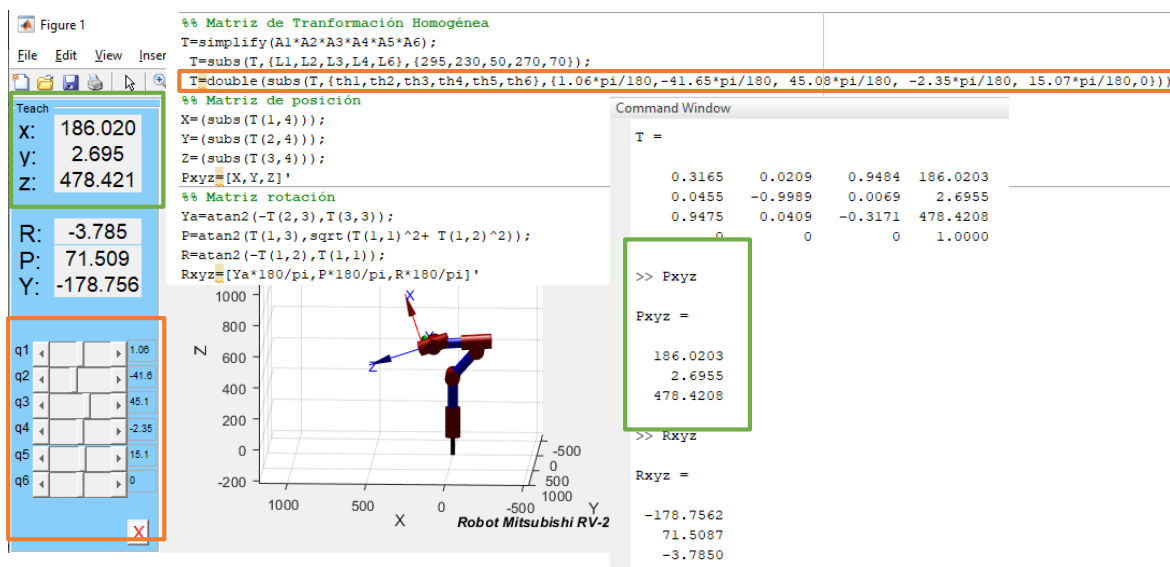 Figure 1
File Edit View Inser
Teach
x: 186.020
y: 2.695
z: 478.421
R: -3.785
P: 71.509
Y: -178.756
q1 1.06
q2 -41.6
q3 45.1
q4 -2.35
q5 15.1
q6 0
X
%% Matriz de Tranformación Homogénea
T=simplify(A1*A2*A3*A4*A5*A6);
T=subs(T,{L1,L2,L3,L4,L6},{295,230,50,270,70});
T=double(subs(T,{th1,th2,th3,th4,th5,th6},{1.06*pi/180,-41.65*pi/180, 45.08*pi/180, -2.35*pi/180, 15.07*pi/180,0}))
%% Matriz de posición
X=(subs(T(1,4)));
Y=(subs(T(2,4)));
Z=(subs(T(3,4)));
Pxyz=[X,Y,Z]'
%% Matriz rotación
Ya=atan2(-T(2,3),T(3,3));
P=atan2(T(1,3),sqrt(T(1,1)^2+ T(1,2)^2));
R=atan2(-T(1,2),T(1,1));
Rxyz=[Ya*180/pi,P*180/pi,R*180/pi]'
1000
800
600
400
200
0
-200
Z
X
Y
Z
1000
500
0
-500
X
-500
0
500
1000
Y
Robot Mitsubishi RV-2
Command Window
T =
0.3165 0.0209 0.9484 186.0203
0.0455 -0.9989 0.0069 2.6955
0.9475 0.0409 -0.3171 478.4208
0 0 0 1.0000
>> Pxyz
Pxyz =
186.0203
2.6955
478.4208
>> Rxyz
Rxyz =
-178.7562
71.5087
-3.7850